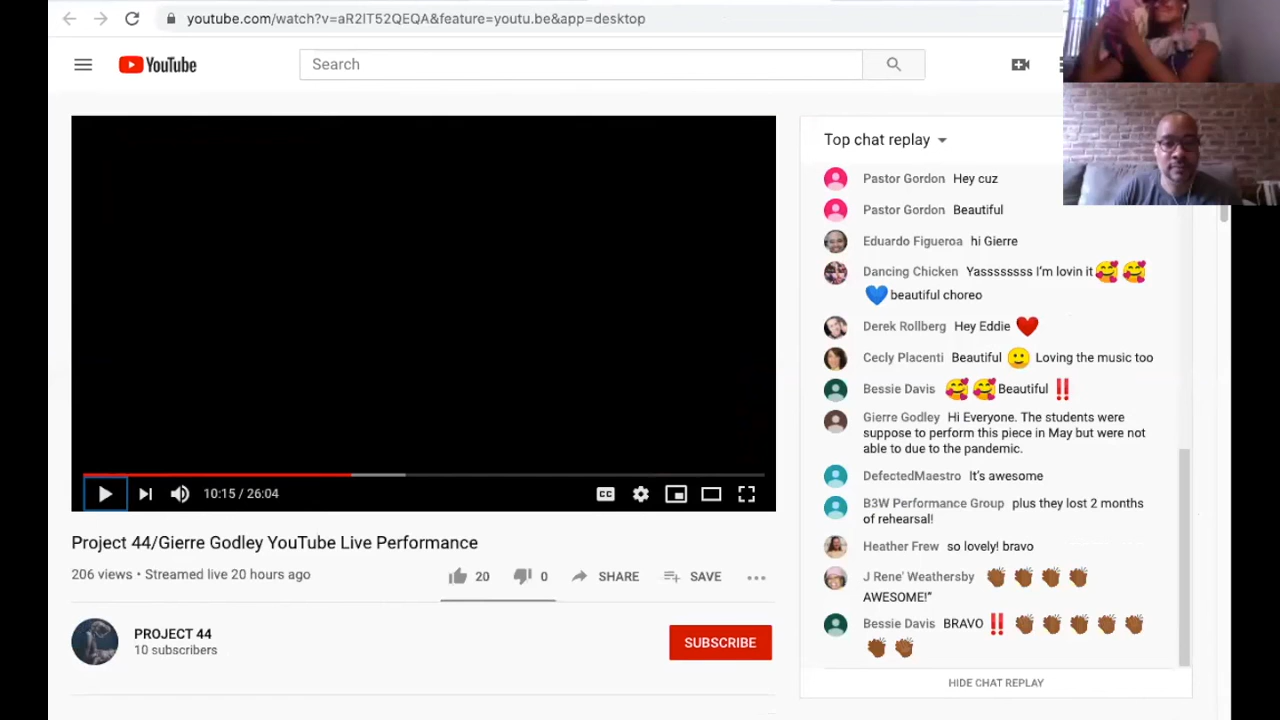 youtube.com/watch?v=aR2lT52QEQA&feature=youtu.be&app=desktop
YouTube
Search
Top chat replay
Pastor Gordon Hey cuz
Pastor Gordon Beautiful
Eduardo Figueroa hi Gierre
Dancing Chicken Yasssssssss I'm lovin it🥰 🥰
💙beautiful choreo
Derek Rollberg Hey Eddie ❤️
Cecly Placenti Beautiful 🙂 Loving the music too
Bessie Davis 🥰 🥰Beautiful ‼️
Gierre Godley Hi Everyone. The students were
suppose to perform this piece in May but were not
able to due to the pandemic.
DefectedMaestro It's awesome
B3W Performance Group plus they lost 2 months
of rehearsal!
Heather Frew so lovely! bravo
J Rene' Weathersby 👏🏾 👏🏾 👏🏾 👏🏾
AWESOME!"
Bessie Davis BRAVO ‼️ 👏🏾 👏🏾 👏🏾 👏🏾 👏🏾
👏🏾 👏🏾
HIDE CHAT REPLAY
10:15 / 26:04
CC
Project 44/Gierre Godley YouTube Live Performance
206 views • Streamed live 20 hours ago
20
0
SHARE
SAVE
PROJECT 44
10 subscribers
SUBSCRIBE